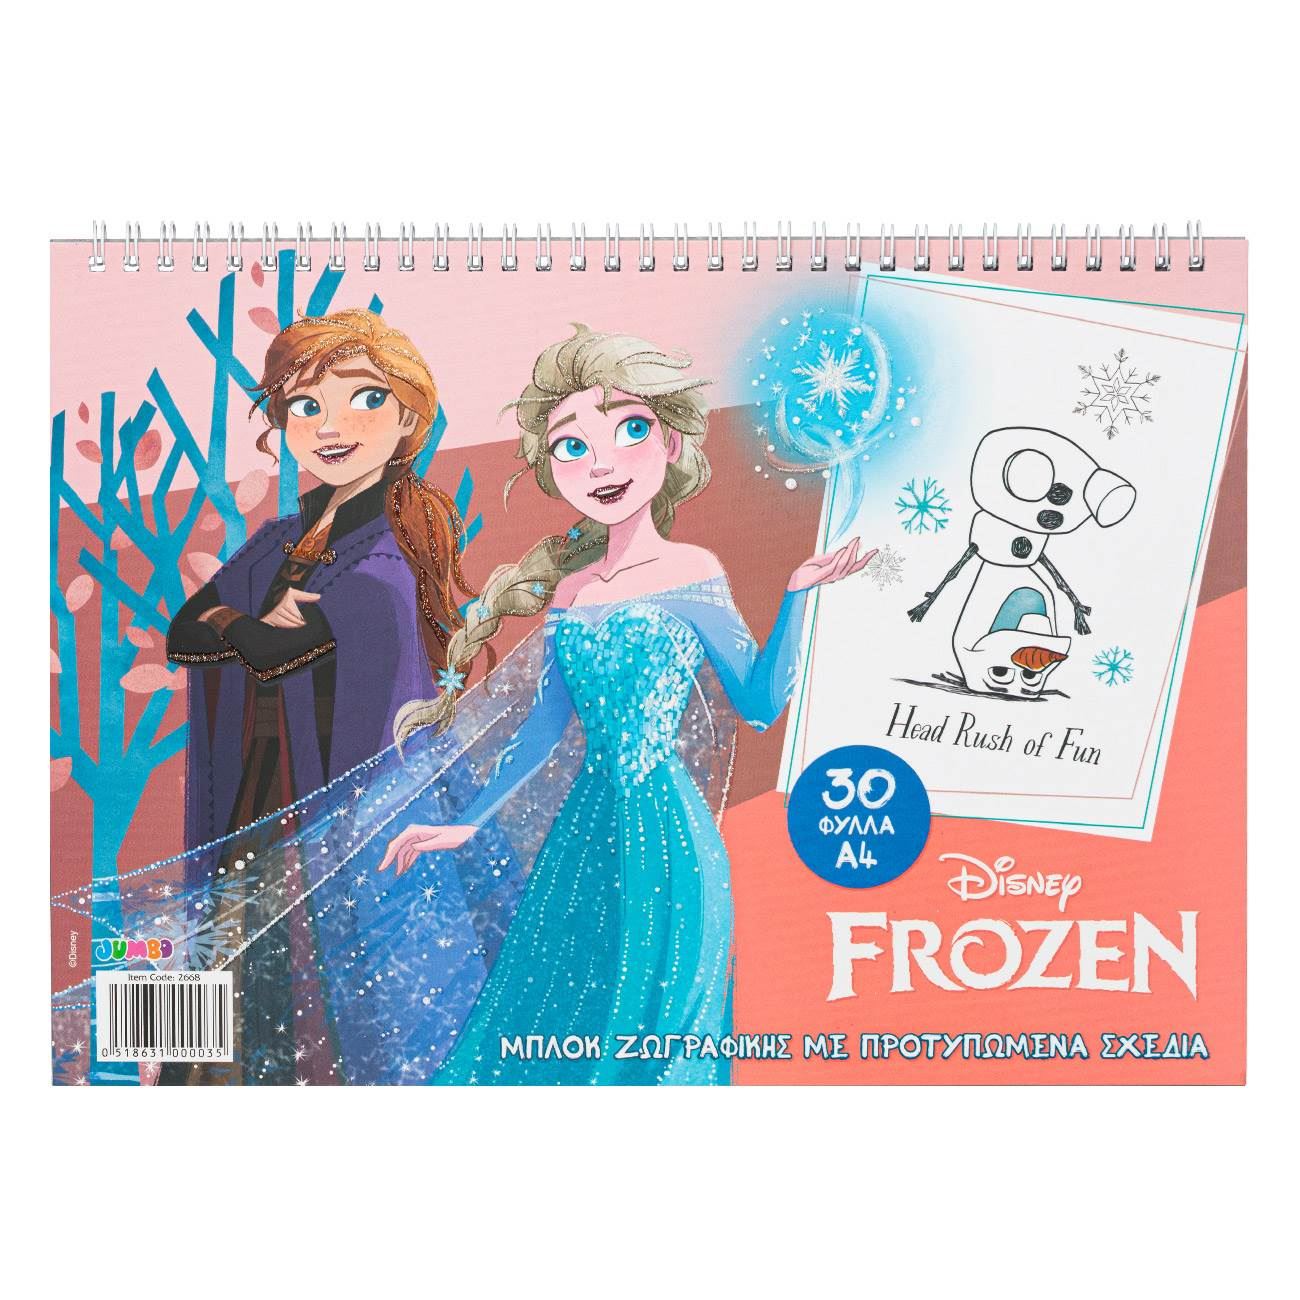 Head Rush of Fun
30
ΦΥΛΛΑ
A4
DISNEY
FROZEN
©Disney
JUMBO
Item Code: 2668
0 518631 000035
ΜΠΛΟΚ ΖΩΓΡΑΦΙΚΗΣ ΜΕ ΠΡΟΤΥΠΩΜΕΝΑ ΣΧΕΔΙΑ